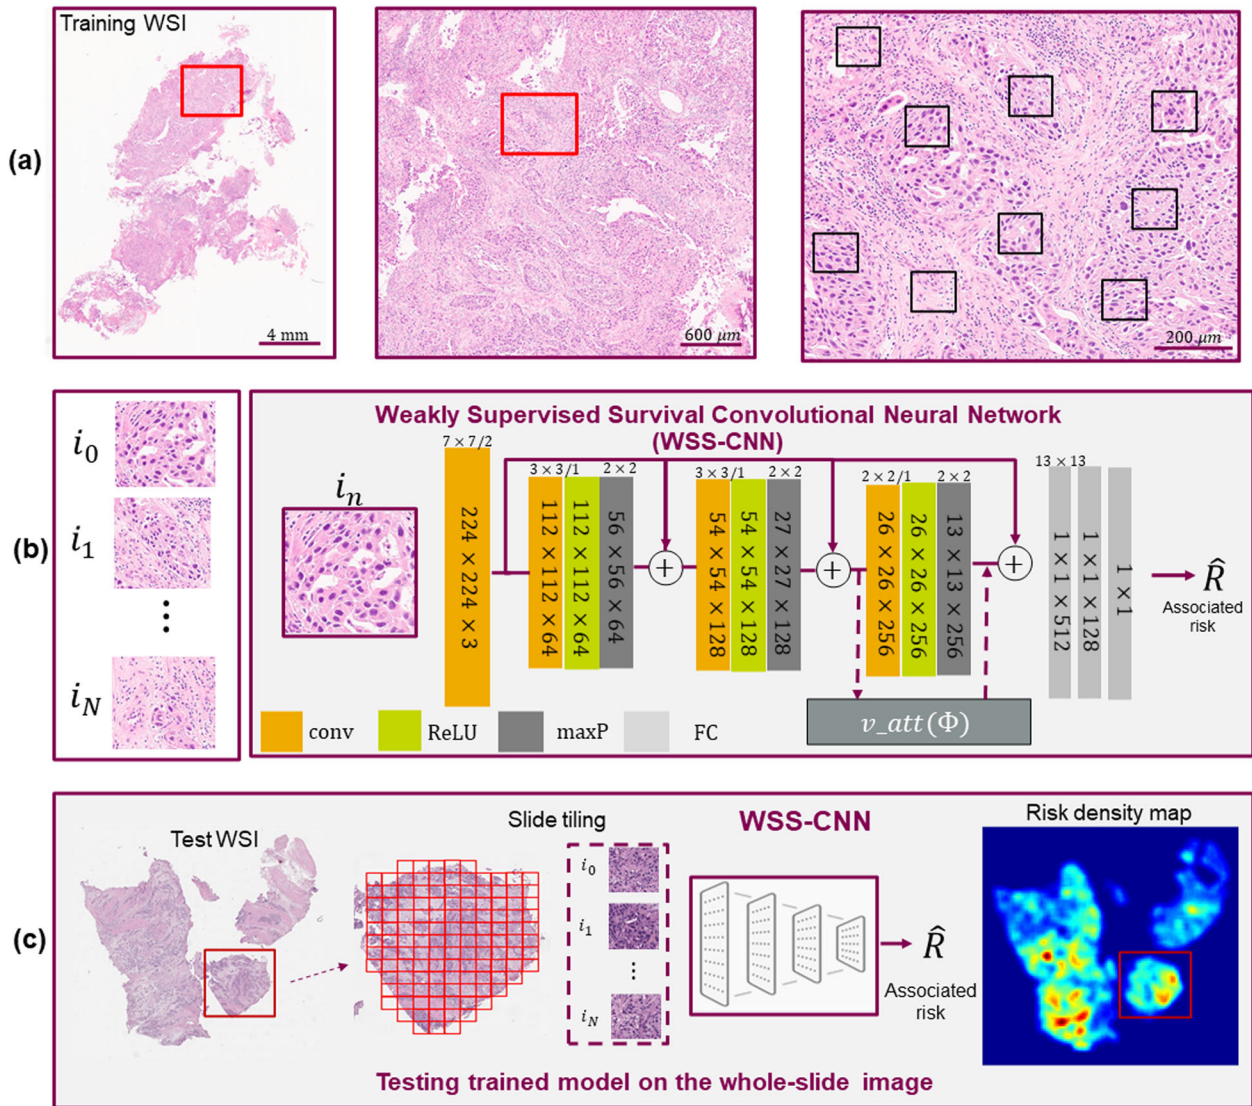 (a)
Training WSI
4 mm
600 μm
200 μm
(b)
i0
i1
⋮
iN
Weakly Supervised Survival Convolutional Neural Network
(WSS-CNN)
in
7 × 7/2
224 × 224 × 3
3 × 3/1
2 × 2
112 × 112 × 64
112 × 112 × 64
56 × 56 × 64
+
3 × 3/1
2 × 2
54 × 54 × 128
54 × 54 × 128
27 × 27 × 128
+
2 × 2/1
2 × 2
26 × 26 × 256
26 × 26 × 256
13 × 13 × 256
+
13 × 13
1 × 1 × 512
1 × 1 × 128
1 × 1
R̂
Associated
risk
v_att(Φ)
conv
ReLU
maxP
FC
(c)
Test WSI
Slide tiling
i0
i1
⋮
iN
WSS-CNN
R̂
Associated
risk
Risk density map
Testing trained model on the whole-slide image